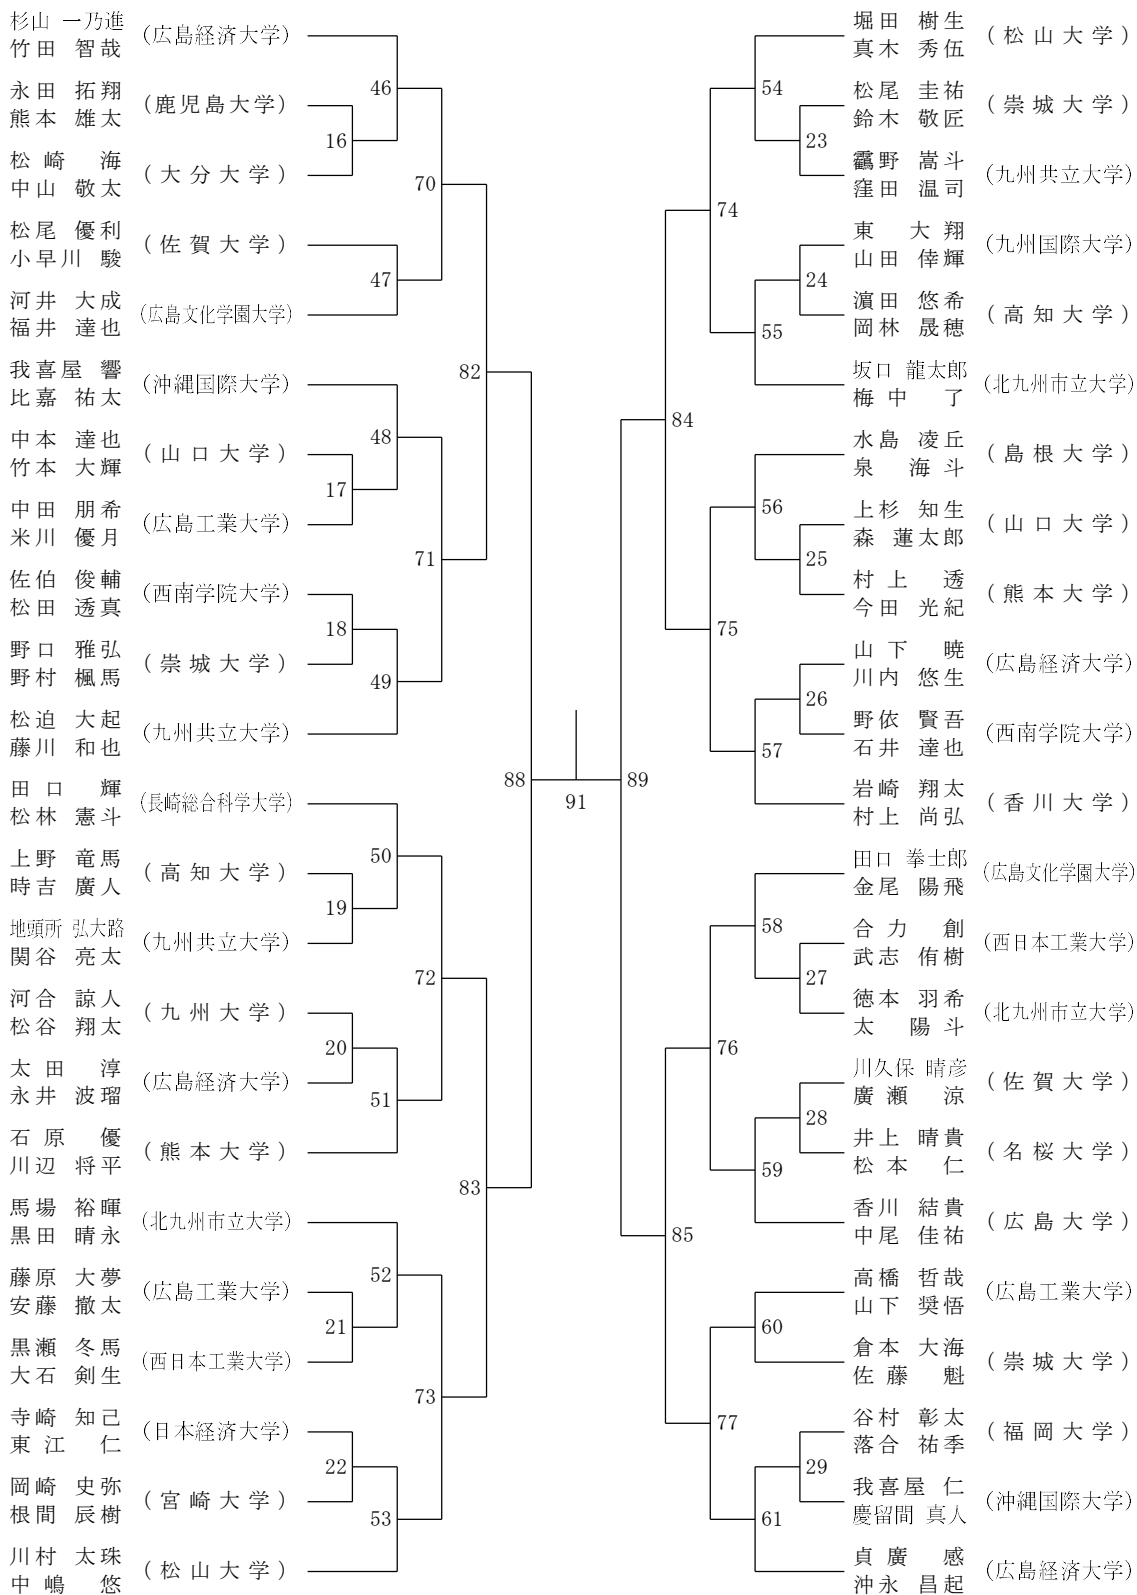 杉山 一乃進
竹田 智哉
(広島経済大学)
永田 拓翔
熊本 雄太
(鹿児島大学)
松崎 海
中山 敬太
(大分大学)
松尾 優利
小早川 駿
(佐賀大学)
河井 大成
福井 達也
(広島文化学園大学)
我喜屋 響
比嘉 祐太
(沖縄国際大学)
中本 達也
竹本 大輝
(山口大学)
中田 朋希
米川 優月
(広島工業大学)
佐伯 俊輔
松田 透真
(西南学院大学)
野口 雅弘
野村 楓馬
(崇城大学)
松迫 大起
藤川 和也
(九州共立大学)
田口 輝
松林 憲斗
(長崎総合科学大学)
上野 竜馬
時吉 廣人
(高知大学)
地頭所 弘大路
関谷 亮太
(九州共立大学)
河合 諒人
松谷 翔太
(九州大学)
太田 淳
永井 波瑠
(広島経済大学)
石原 優
川辺 将平
(熊本大学)
馬場 裕暉
黒田 晴永
(北九州市立大学)
藤原 大夢
安藤 撤太
(広島工業大学)
黒瀬 冬馬
大石 剣生
(西日本工業大学)
寺崎 知己
東江 仁
(日本経済大学)
岡崎 史弥
根間 辰樹
(宮崎大学)
川村 太珠
中嶋 悠
(松山大学)
16
17
18
19
20
21
22
46
47
48
49
50
51
52
53
70
71
72
73
82
83
88
91
89
84
85
74
75
76
77
54
55
56
57
58
59
60
61
23
24
25
26
27
28
29
堀田 樹生
真木 秀伍
(松山大学)
松尾 圭祐
鈴木 敬匠
(崇城大学)
靏野 嵩斗
窪田 温司
(九州共立大学)
東 大翔
山田 倖輝
(九州国際大学)
濵田 悠希
岡林 晟穂
(高知大学)
坂口 龍太郎
梅中 了
(北九州市立大学)
水島 凌丘
泉 海斗
(島根大学)
上杉 知生
森 蓮太郎
(山口大学)
村上 透
今田 光紀
(熊本大学)
山下 暁
川内 悠生
(広島経済大学)
野依 賢吾
石井 達也
(西南学院大学)
岩崎 翔太
村上 尚弘
(香川大学)
田口 拳士郎
金尾 陽飛
(広島文化学園大学)
合力 創
武志 侑樹
(西日本工業大学)
徳本 羽希
太 陽斗
(北九州市立大学)
川久保 晴彦
廣瀬 涼
(佐賀大学)
井上 晴貴
松本 仁
(名桜大学)
香川 結貴
中尾 佳祐
(広島大学)
高橋 哲哉
山下 奨悟
(広島工業大学)
倉本 大海
佐藤 魁
(崇城大学)
谷村 彰太
落合 祐季
(福岡大学)
我喜屋 仁
慶留間 真人
(沖縄国際大学)
貞廣 感
沖永 昌起
(広島経済大学)